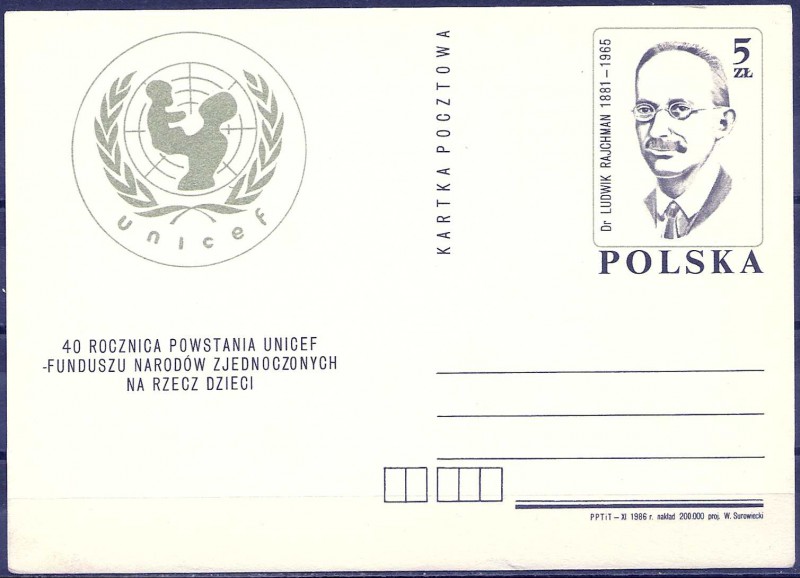 unicef
40 ROCZNICA POWSTANIA UNICEF
-FUNDUSZU NARODÓW ZJEDNOCZONYCH
NA RZECZ DZIECI
KARTKA POCZTOWA
Dr LUDWIK RAJCHMAN 1881-1965
5
ZŁ
POLSKA
PPTiT - XI 1986 r. nakład 200.000 proj. W. Surowiecki